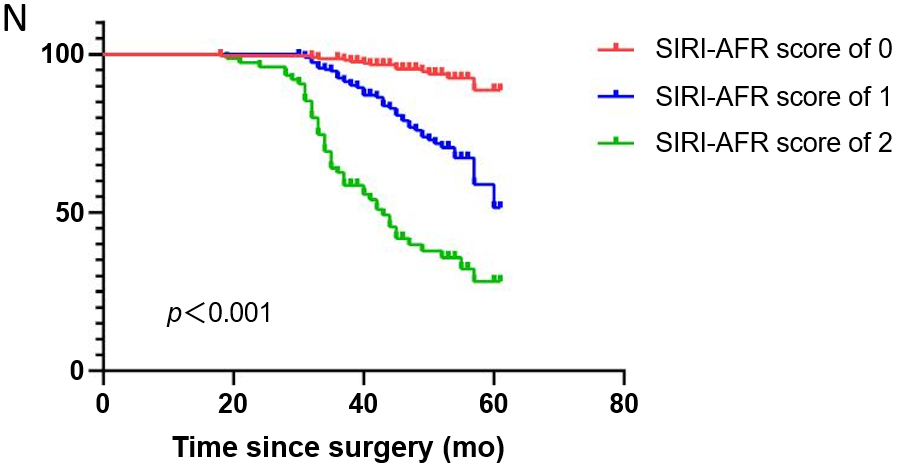 N
100
50
0
0 20 40 60 80
Time since surgery (mo)
p＜0.001
SIRI-AFR score of 0
SIRI-AFR score of 1
SIRI-AFR score of 2